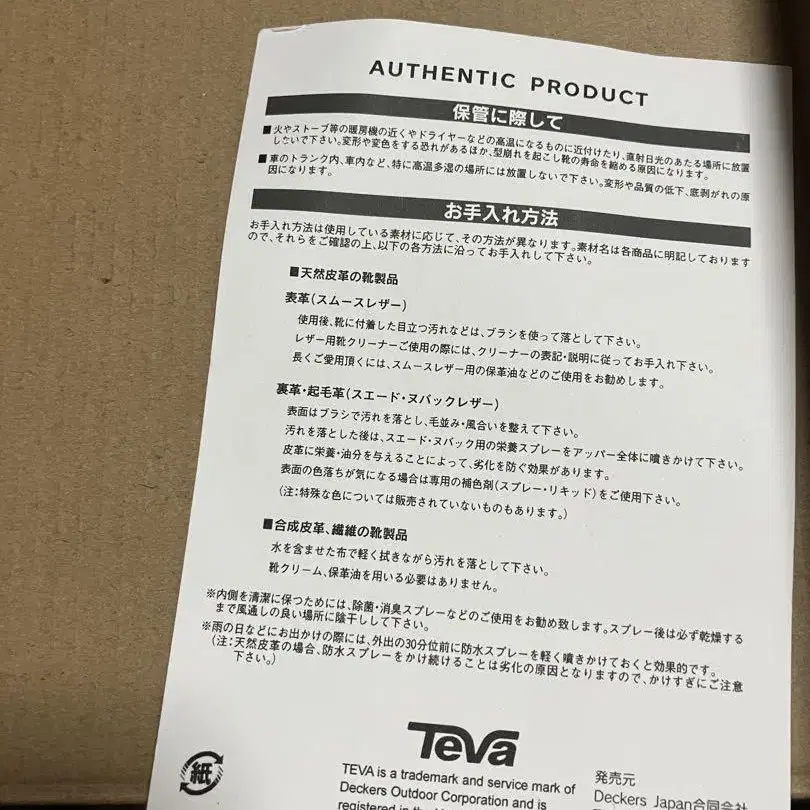 AUTHENTIC PRODUCT
保管に際して
■火やストーブ等の暖房機の近くやドライヤーなどの高温になるものに近付けたり、直射日光のあたる場所に放置
しないで下さい。変形や変色をする恐れがあるほか、型崩れを起こし靴の寿命を縮める原因になります。
■車のトランク内、車内など、特に高温多湿の場所には放置しないで下さい。変形や品質の低下、底剥がれの原
因になります。
お手入れ方法
お手入れ方法は使用している素材に応じて、その方法が異なります。素材名は各商品に明記しております
ので、それらをご確認の上、以下の各方法に沿ってお手入れして下さい。
■天然皮革の靴製品
表革(スムースレザー)
使用後、靴に付着した目立つ汚れなどは、ブラシを使って落として下さい。
レザー用靴クリーナーご使用の際には、クリーナーの表記・説明に従ってお手入れ下さい。
長くご愛用頂くには、スムースレザー用の保革油などのご使用をお勧めします。
裏革・起毛革(スエード・ヌバックレザー)
表面はブラシで汚れを落とし、毛並み・風合いを整えて下さい。
汚れを落とした後は、スエード・ヌバック用の栄養スプレーをアッパー全体に噴きかけて下さい。
皮革に栄養・油分を与えることによって、劣化を防ぐ効果があります。
表面の色落ちが気になる場合は専用の補色剤(スプレー・リキッド)をご使用下さい。
(注:特殊な色については販売されていないものもあります。)
■合成皮革、繊維の靴製品
水を含ませた布で軽く拭きながら汚れを落として下さい。
靴クリーム、保革油を用いる必要はありません。
※内側を清潔に保つためには、除菌・消臭スプレーなどのご使用をお勧め致します。スプレー後は必ず乾燥する
まで風通しの良い場所に陰干しして下さい。
※雨の日などにお出かけの際には、外出の30分位前に防水スプレーを軽く噴きかけておくと効果的です。
(注:天然皮革の場合、防水スプレーをかけ続けることは劣化の原因となりますので、かけすぎにご注意
下さい。)
紙
Teva
TEVA is a trademark and service mark of
Deckers Outdoor Corporation and is
registered in the
発売元
Deckers Japan合同会社